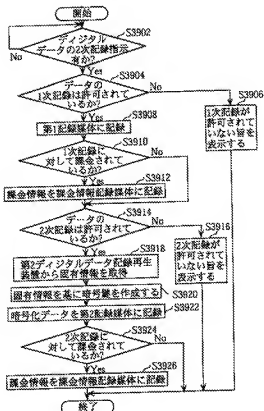 開始
S3902
ディジタル
データの2次記録指示
有か?
No
Yes
S3904
データの
1次記録は許可されて
いるか?
No
S3906
1次記録が
許可されて
いない旨を
表示する
Yes
S3908
第1記録媒体に記録
S3910
1次記録に
対して課金されて
いるか?
No
Yes
S3912
課金情報を課金情報記録媒体に記録
S3914
データの
2次記録は許可されて
いるか?
No
S3916
2次記録が
許可されて
いない旨を
表示する
Yes
S3918
第2ディジタルデータ記録再生
装置から固有情報を取得
S3920
固有情報を基に暗号鍵を作成する
S3922
暗号化データを第2記録媒体に記録
S3924
2次記録に
対して課金されて
いるか?
No
Yes
S3926
課金情報を課金情報記録媒体に記録
終了